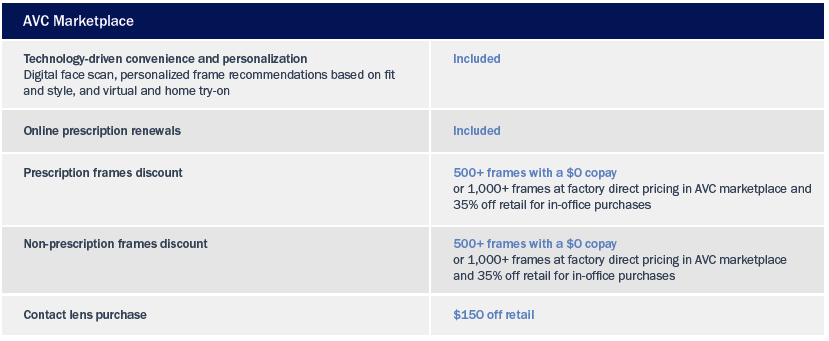 AVC Marketplace
Technology-driven convenience and personalization
Digital face scan, personalized frame recommendations based on fit
and style, and virtual and home try-on
Included
Online prescription renewals
Included
Prescription frames discount
500+ frames with a $0 copay
or 1,000+ frames at factory direct pricing in AVC marketplace and
35% off retail for in-office purchases
Non-prescription frames discount
500+ frames with a $0 copay
or 1,000+ frames at factory direct pricing in AVC marketplace
and 35% off retail for in-office purchases
Contact lens purchase
$150 off retail